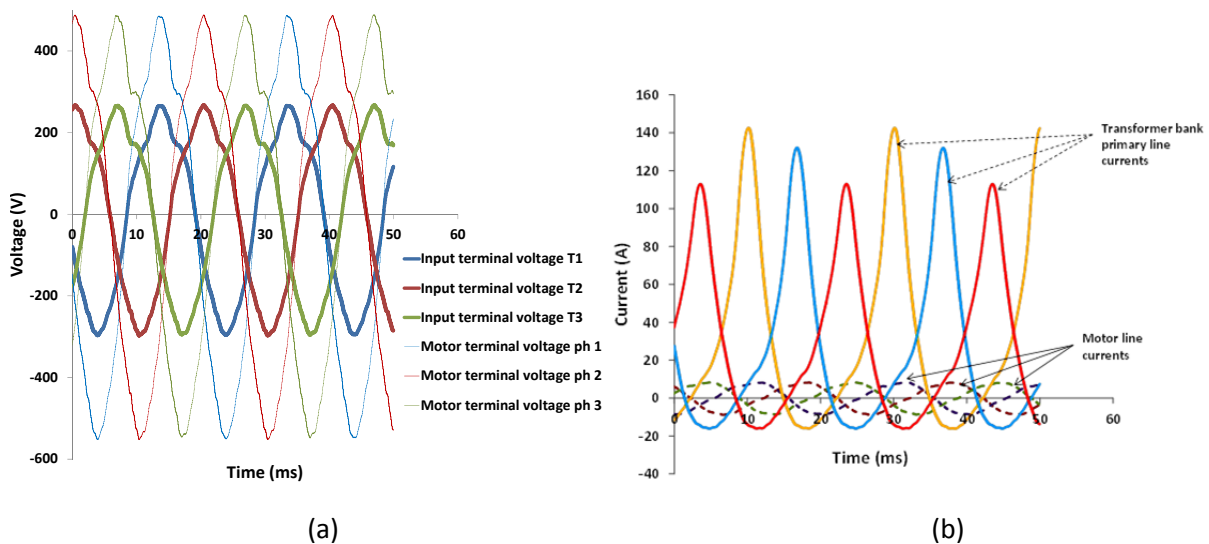 400
200
0
-200
-400
-600
Voltage (V)
0
10
20
30
40
50
60
Time (ms)
Input terminal voltage T1
Input terminal voltage T2
Input terminal voltage T3
Motor terminal voltage ph 1
Motor terminal voltage ph 2
Motor terminal voltage ph 3
(a)
160
140
120
100
80
60
40
20
0
-20
-40
Current (A)
0
10
20
30
40
50
60
Time (ms)
Transformer bank
primary line
currents
Motor line
currents
(b)